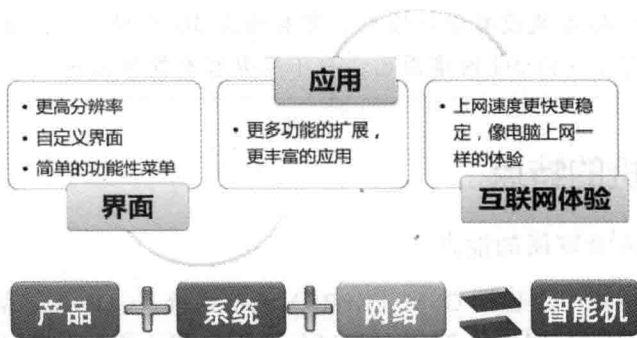 • 更高分辨率
• 自定义界面
• 简单的功能性菜单
界面
应用
• 更多功能的扩展，
更丰富的应用
• 上网速度更快更稳
定，像电脑上网一
样的体验
互联网体验
产品 + 系统 + 网络 = 智能机